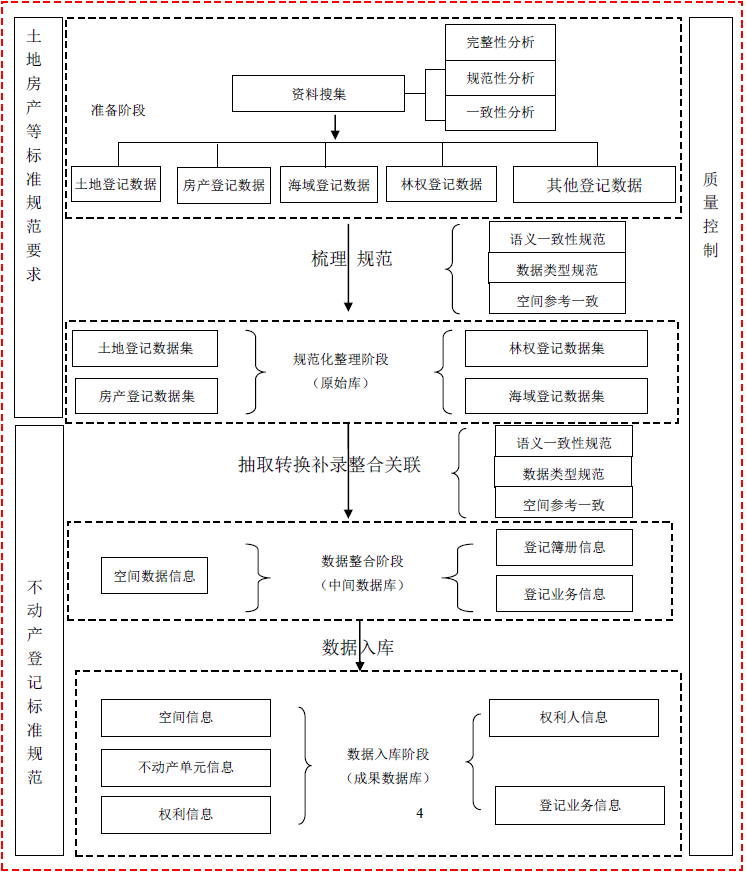 土地房产等标准规范要求
完整性分析
规范性分析
一致性分析
资料搜集
准备阶段
土地登记数据
房产登记数据
海域登记数据
林权登记数据
其他登记数据
质量控制
梳理 规范
语义一致性规范
数据类型规范
空间参考一致
土地登记数据集
房产登记数据集
规范化整理阶段
（原始库）
林权登记数据集
海域登记数据集
不动产登记标准规范
抽取转换补录整合关联
语义一致性规范
数据类型规范
空间参考一致
空间数据信息
数据整合阶段
（中间数据库）
登记簿册信息
登记业务信息
数据入库
空间信息
不动产单元信息
权利信息
数据入库阶段
（成果数据库）
权利人信息
登记业务信息
4